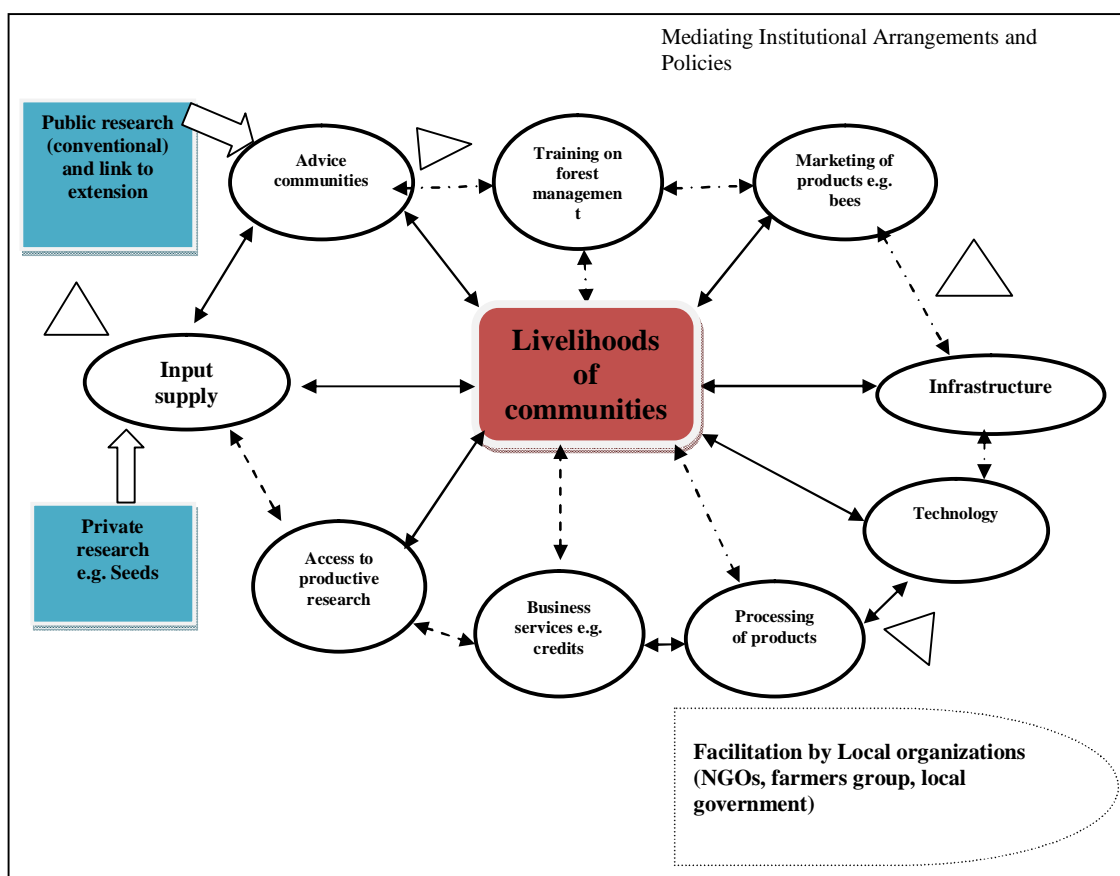 Mediating Institutional Arrangements and
Policies
Public research
(conventional)
and link to
extension
Advice
communities
Training on
forest
managemen
t
Marketing of
products e.g.
bees
Input
supply
Livelihoods
of
communities
Infrastructure
Private
research
e.g. Seeds
Access to
productive
research
Business
services e.g.
credits
Processing
of products
Technology
Facilitation by Local organizations
(NGOs, farmers group, local
government)